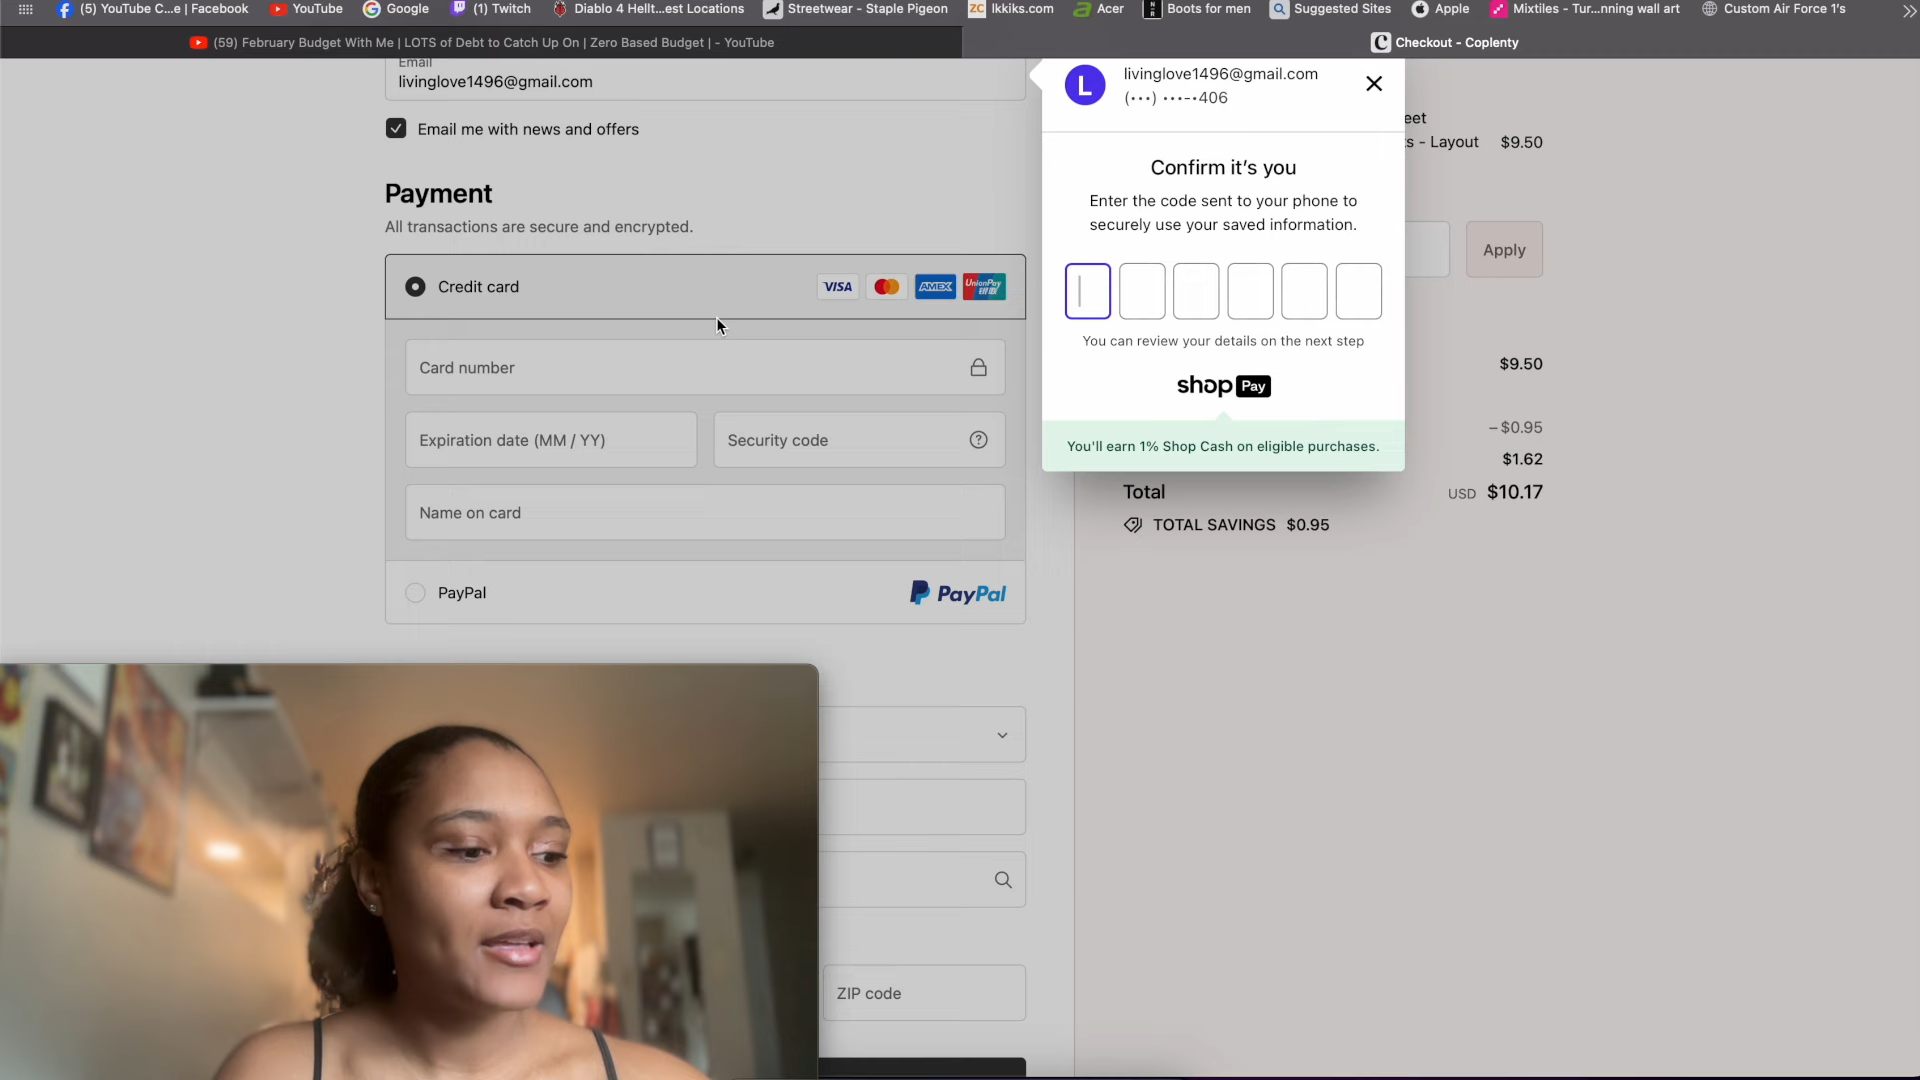 (5) YouTube C...e | Facebook
YouTube
Google
(1) Twitch
Diablo 4 Hellt...est Locations
Streetwear - Staple Pigeon
ZC
lkkiks.com
Acer
NR
Boots for men
Suggested Sites
Apple
Mixtiles - Tur...nning wall art
Custom Air Force 1's
(59) February Budget With Me | LOTS of Debt to Catch Up On | Zero Based Budget | - YouTube
C
Checkout - Coplenty
Email
livinglove1496@gmail.com
Email me with news and offers
Payment
All transactions are secure and encrypted.
Credit card
VISA
AMEX
UnionPay
银联
Card number
Expiration date (MM / YY)
Security code
Name on card
PayPal
PayPal
ZIP code
L
livinglove1496@gmail.com
(•••) •••-•406
Confirm it's you
Enter the code sent to your phone to
securely use your saved information.
You can review your details on the next step
shop Pay
You'll earn 1% Shop Cash on eligible purchases.
eet
s - Layout
$9.50
Apply
$9.50
–$0.95
$1.62
Total
USD $10.17
TOTAL SAVINGS $0.95